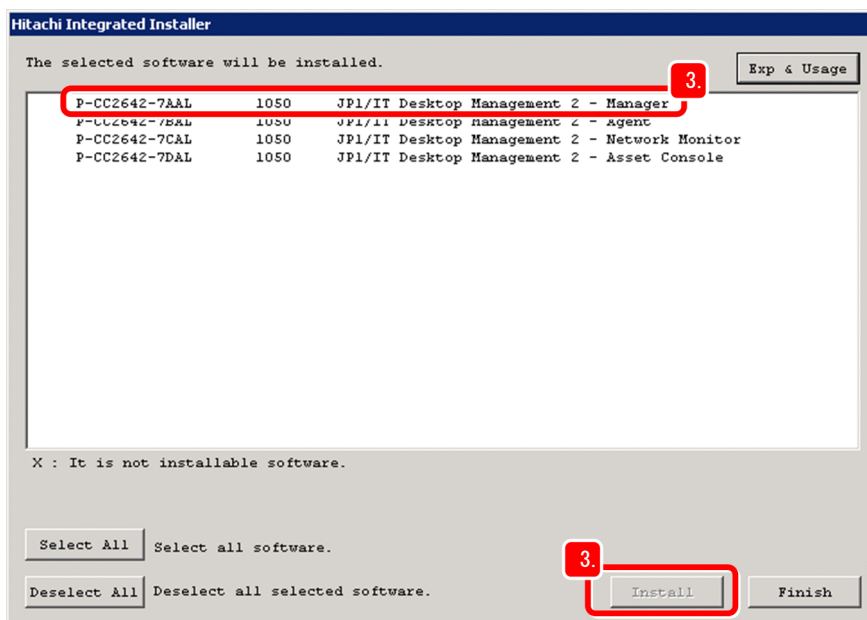 Hitachi Integrated Installer
The selected software will be installed.
Exp & Usage
3.
P-CC2642-7AAL 1050 JP1/IT Desktop Management 2 - Manager
P-CC2642-7BAL 1050 JP1/IT Desktop Management 2 - Agent
P-CC2642-7CAL 1050 JP1/IT Desktop Management 2 - Network Monitor
P-CC2642-7DAL 1050 JP1/IT Desktop Management 2 - Asset Console
X : It is not installable software.
Select All Select all software.
3.
Deselect All Deselect all selected software.
Install
Finish